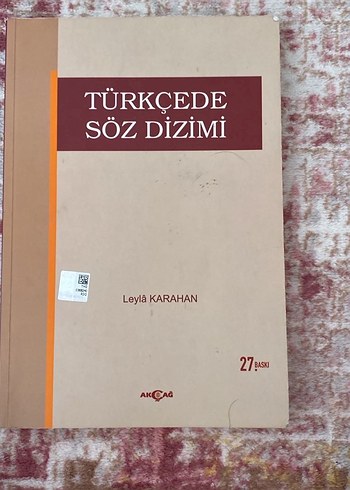 TÜRKÇEDE
SÖZ DİZİMİ
Leylâ KARAHAN
27. BASKI
AKÇAĞ